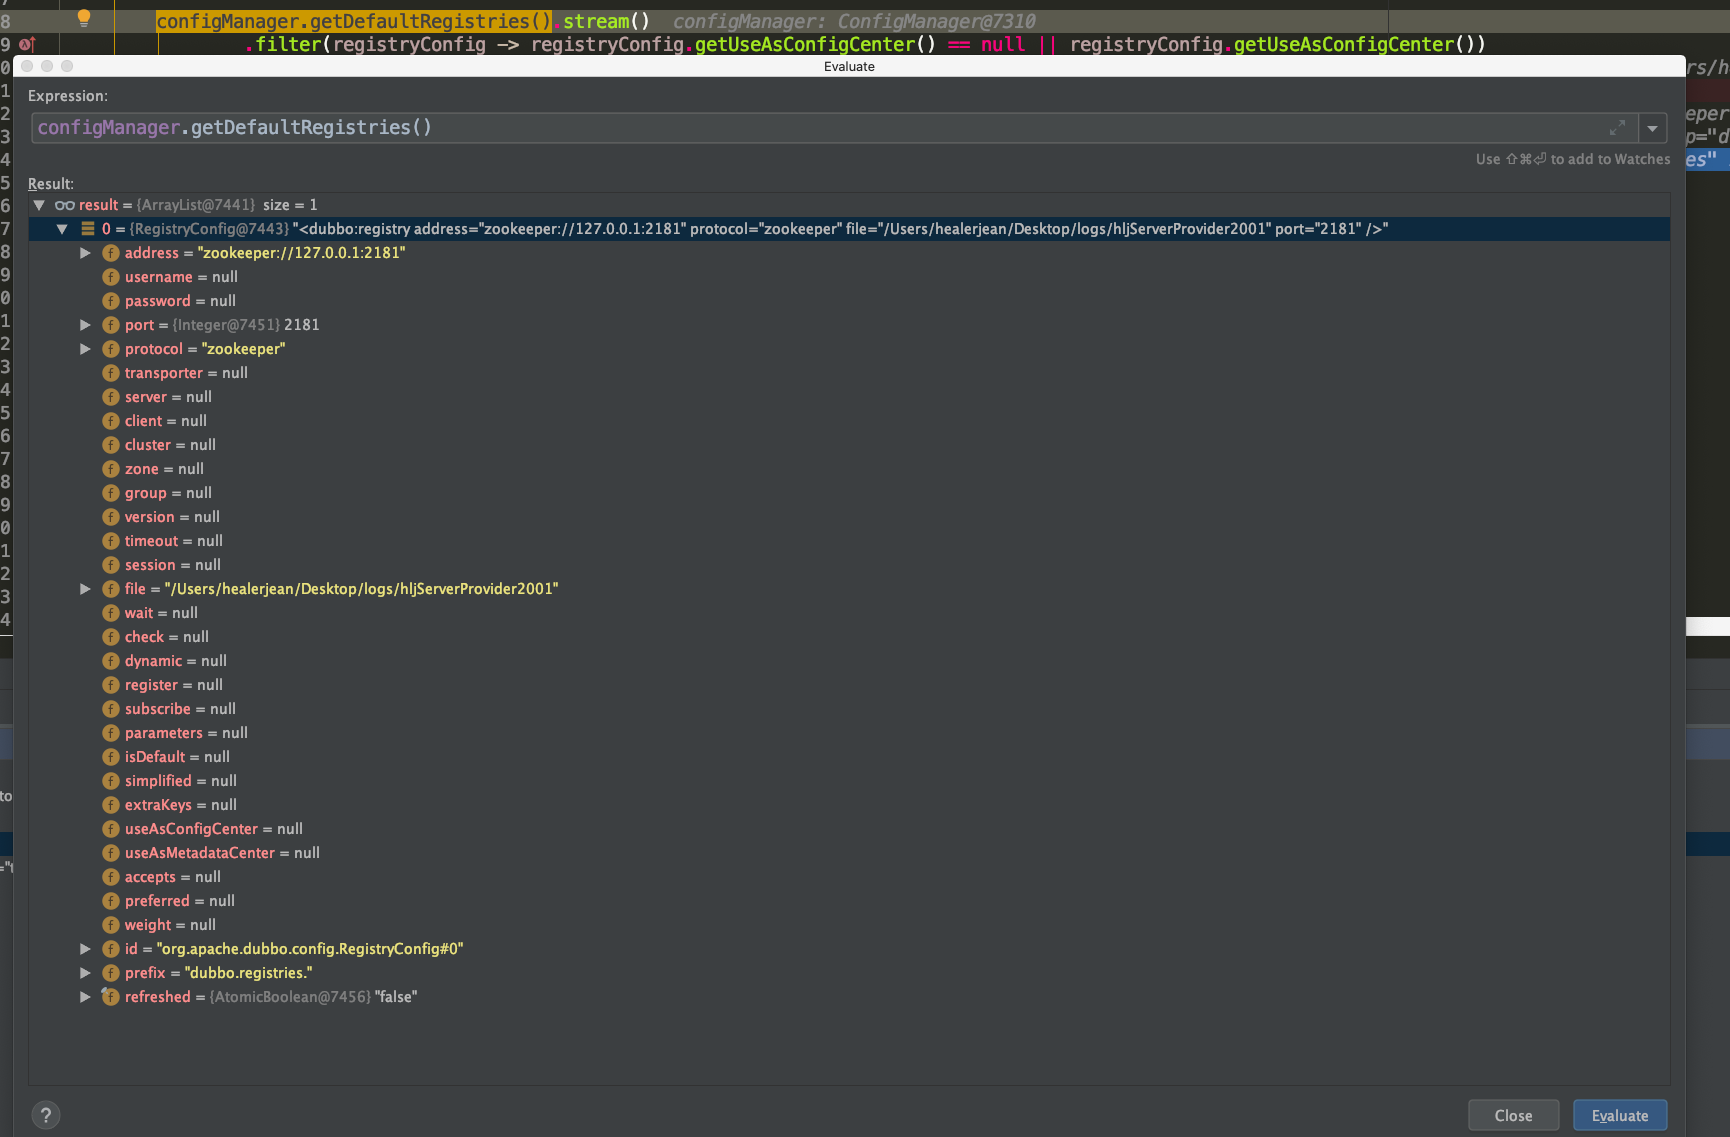 8 configManager.getDefaultRegistries().stream() configManager: ConfigManager@7310
9 .filter(registryConfig -> registryConfig.getUseAsConfigCenter() == null || registryConfig.getUseAsConfigCenter())
Evaluate
0
rs/h
Expression:
1
2
eper
configManager.getDefaultRegistries()
3
p="d
Use ⇧⌘⏎ to add to Watches
4
es"
Result:
5
6
result = {ArrayList@7441} size = 1
7
0 = {RegistryConfig@7443} "<dubbo:registry address="zookeeper://127.0.0.1:2181" protocol="zookeeper" file="/Users/healerjean/Desktop/logs/hljServerProvider2001" port="2181" />"
8
f address = "zookeeper://127.0.0.1:2181"
9
f username = null
0
f password = null
1
f port = {Integer@7451} 2181
2
f protocol = "zookeeper"
3
f transporter = null
4
f server = null
5
f client = null
6
f cluster = null
7
f zone = null
8
f group = null
9
f version = null
0
f timeout = null
1
f session = null
2
f file = "/Users/healerjean/Desktop/logs/hljServerProvider2001"
3
f wait = null
4
f check = null
f dynamic = null
f register = null
f subscribe = null
f parameters = null
f isDefault = null
f simplified = null
to
f extraKeys = null
f useAsConfigCenter = null
f useAsMetadataCenter = null
f accepts = null
f preferred = null
f weight = null
f id = "org.apache.dubbo.config.RegistryConfig#0"
f prefix = "dubbo.registries."
f refreshed = {AtomicBoolean@7456} "false"
?
Close
Evaluate